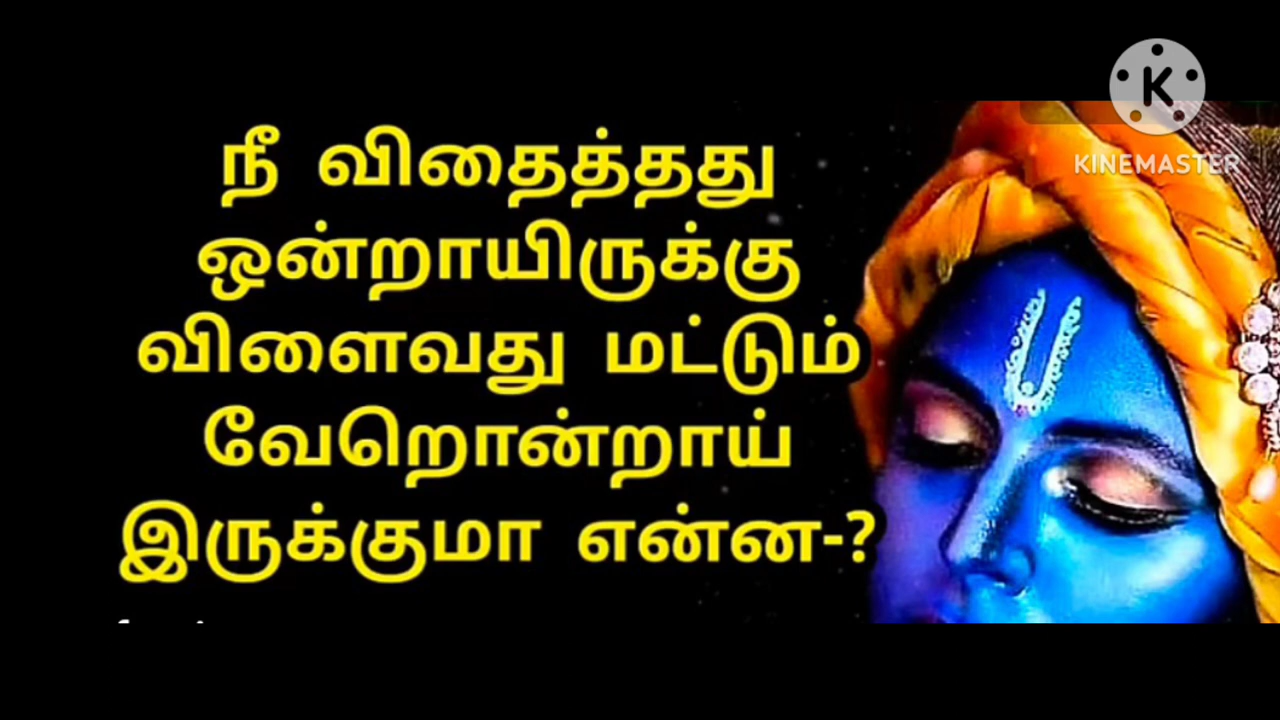 நீ விதைத்தது
ஒன்றாயிருக்கு
விளைவது மட்டும்
வேறொன்றாய்
இருக்குமா என்ன-?
K
KINEMASTER